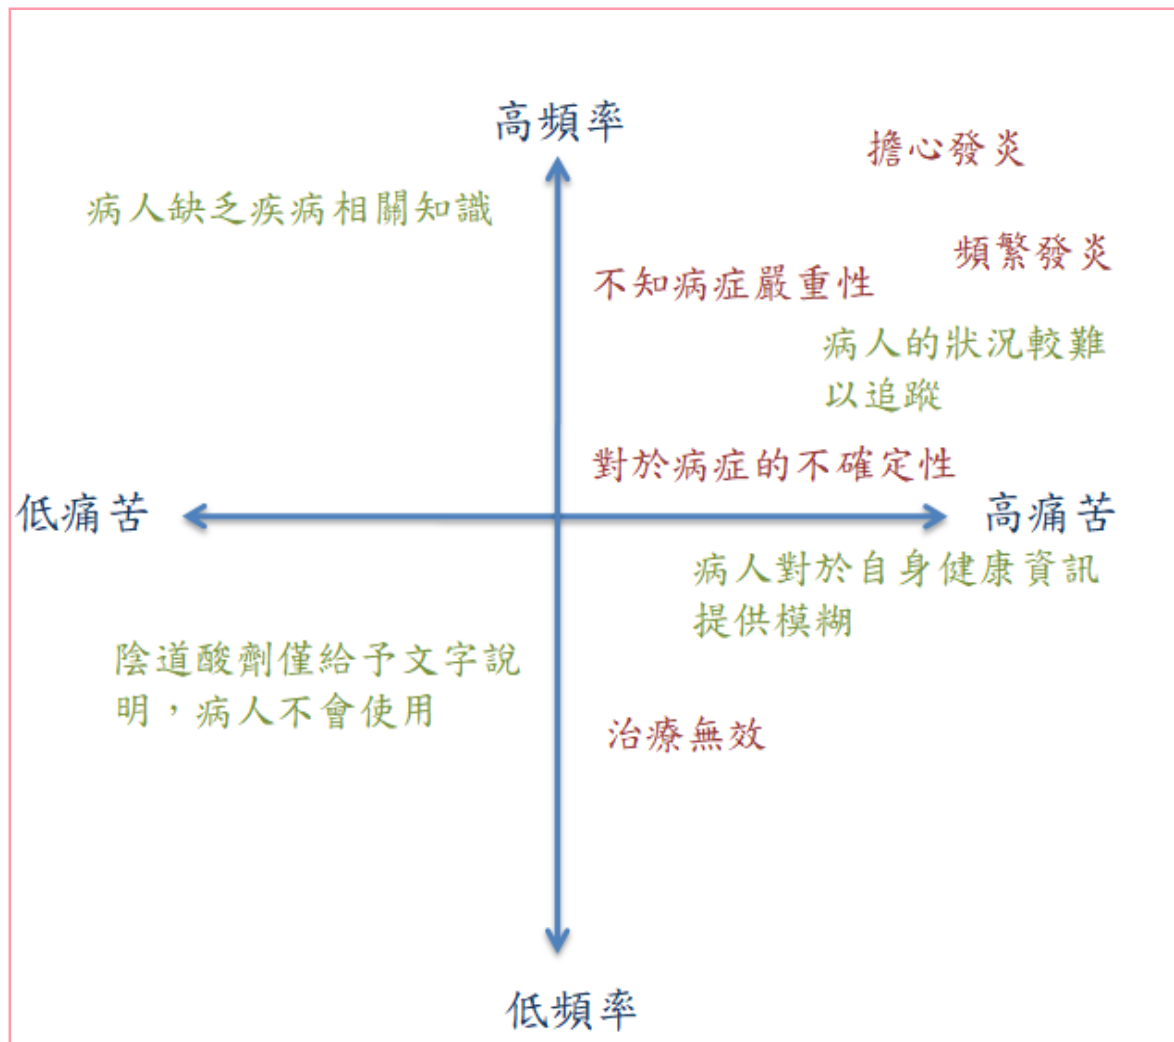 高頻率
擔心發炎
病人缺乏疾病相關知識
頻繁發炎
不知病症嚴重性
病人的狀況較難
以追蹤
對於病症的不確定性
低痛苦
高痛苦
病人對於自身健康資訊
提供模糊
陰道酸劑僅給予文字說
明，病人不會使用
治療無效
低頻率